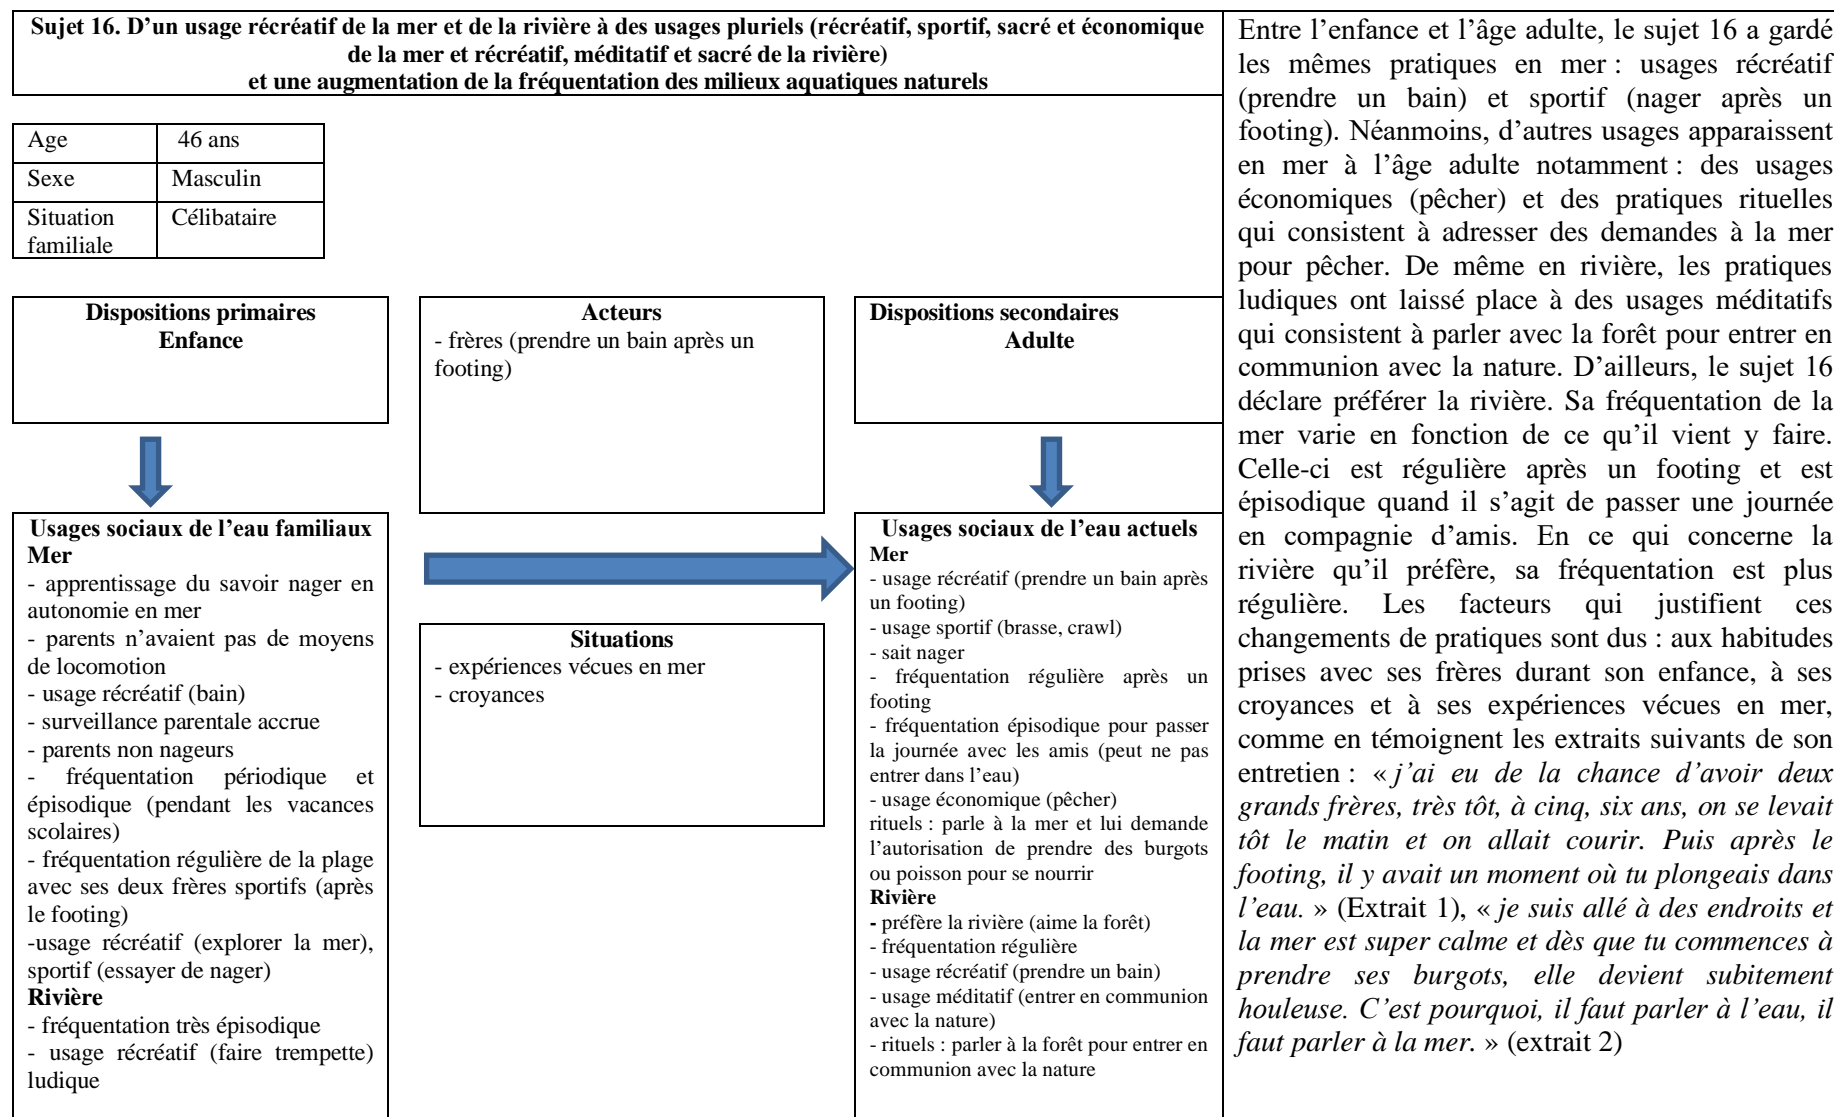 Sujet 16. D’un usage récréatif de la mer et de la rivière à des usages pluriels (récréatif, sportif, sacré et économique
de la mer et récréatif, méditatif et sacré de la rivière)
et une augmentation de la fréquentation des milieux aquatiques naturels
Age 46 ans
Sexe Masculin
Situation Célibataire
familiale
Dispositions primaires
Enfance
Acteurs
- frères (prendre un bain après un
footing)
Dispositions secondaires
Adulte
Usages sociaux de l’eau familiaux
Mer
- apprentissage du savoir nager en
autonomie en mer
- parents n’avaient pas de moyens
de locomotion
- usage récréatif (bain)
- surveillance parentale accrue
- parents non nageurs
- fréquentation périodique et
épisodique (pendant les vacances
scolaires)
- fréquentation régulière de la plage
avec ses deux frères sportifs (après
le footing)
-usage récréatif (explorer la mer),
sportif (essayer de nager)
Rivière
- fréquentation très épisodique
- usage récréatif (faire trempette)
ludique
Situations
- expériences vécues en mer
- croyances
Usages sociaux de l’eau actuels
Mer
- usage récréatif (prendre un bain après
un footing)
- usage sportif (brasse, crawl)
- sait nager
- fréquentation régulière après un
footing
- fréquentation épisodique pour passer
la journée avec les amis (peut ne pas
entrer dans l’eau)
- usage économique (pêcher)
rituels : parle à la mer et lui demande
l’autorisation de prendre des burgots
ou poisson pour se nourrir
Rivière
- préfère la rivière (aime la forêt)
- fréquentation régulière
- usage récréatif (prendre un bain)
- usage méditatif (entrer en communion
avec la nature)
- rituels : parler à la forêt pour entrer en
communion avec la nature
Entre l’enfance et l’âge adulte, le sujet 16 a gardé
les mêmes pratiques en mer : usages récréatif
(prendre un bain) et sportif (nager après un
footing). Néanmoins, d’autres usages apparaissent
en mer à l’âge adulte notamment : des usages
économiques (pêcher) et des pratiques rituelles
qui consistent à adresser des demandes à la mer
pour pêcher. De même en rivière, les pratiques
ludiques ont laissé place à des usages méditatifs
qui consistent à parler avec la forêt pour entrer en
communion avec la nature. D’ailleurs, le sujet 16
déclare préférer la rivière. Sa fréquentation de la
mer varie en fonction de ce qu’il vient y faire.
Celle-ci est régulière après un footing et est
épisodique quand il s’agit de passer une journée
en compagnie d’amis. En ce qui concerne la
rivière qu’il préfère, sa fréquentation est plus
régulière. Les facteurs qui justifient ces
changements de pratiques sont dus : aux habitudes
prises avec ses frères durant son enfance, à ses
croyances et à ses expériences vécues en mer,
comme en témoignent les extraits suivants de son
entretien : « j’ai eu de la chance d’avoir deux
grands frères, très tôt, à cinq, six ans, on se levait
tôt le matin et on allait courir. Puis après le
footing, il y avait un moment où tu plongeais dans
l’eau. » (Extrait 1), « je suis allé à des endroits et
la mer est super calme et dès que tu commences à
prendre ses burgots, elle devient subitement
houleuse. C’est pourquoi, il faut parler à l’eau, il
faut parler à la mer. » (extrait 2)